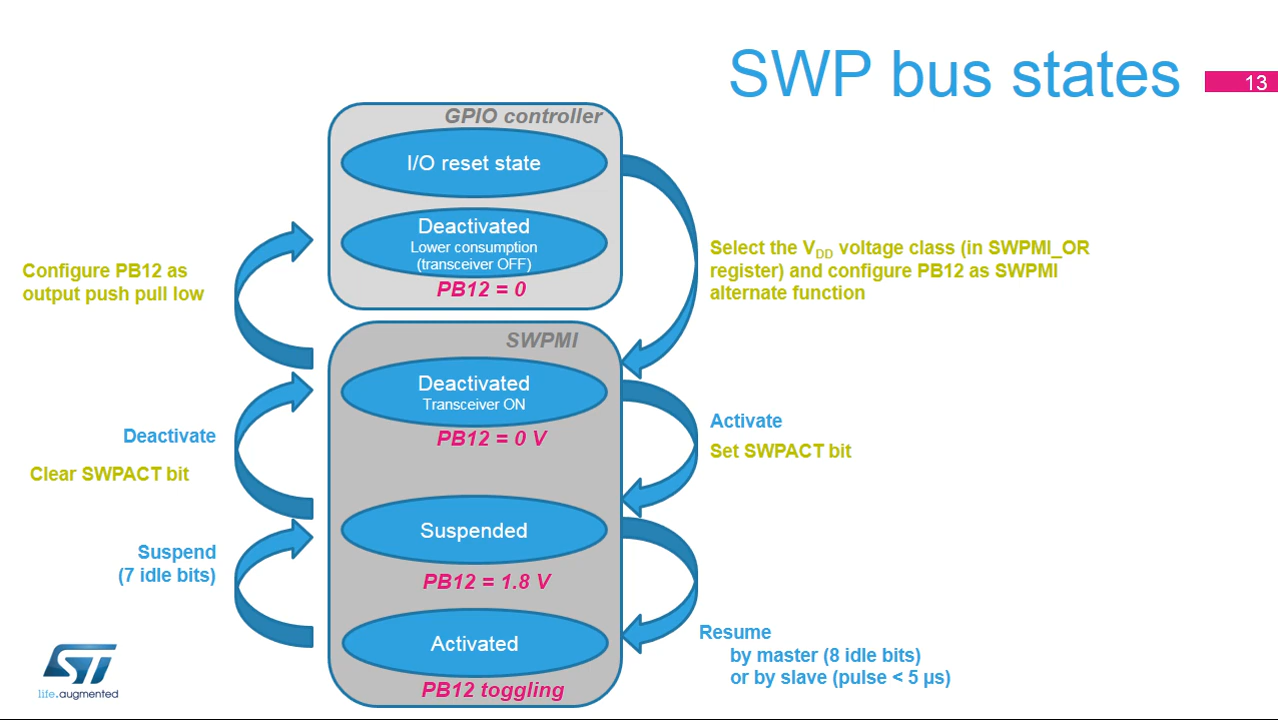 SWP bus states
13
GPIO controller
I/O reset state
Deactivated
Lower consumption
(transceiver OFF)
PB12 = 0
Configure PB12 as
output push pull low
Select the VDD voltage class (in SWPMI_OR
register) and configure PB12 as SWPMI
alternate function
SWPMI
Deactivated
Transceiver ON
PB12 = 0 V
Deactivate
Clear SWPACT bit
Activate
Set SWPACT bit
Suspended
PB12 = 1.8 V
Suspend
(7 idle bits)
Activated
PB12 toggling
Resume
by master (8 idle bits)
or by slave (pulse < 5 µs)
ST
life.augmented